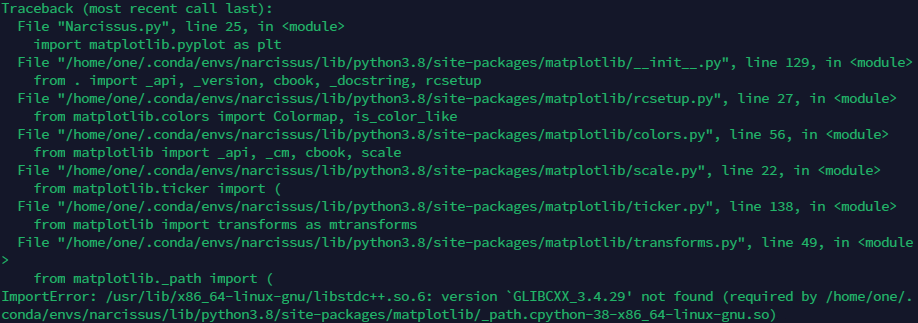 Traceback (most recent call last):
  File "Narcissus.py", line 25, in <module>
    import matplotlib.pyplot as plt
  File "/home/one/.conda/envs/narcissus/lib/python3.8/site-packages/matplotlib/__init__.py", line 129, in <module>
    from . import _api, _version, cbook, _docstring, rcsetup
  File "/home/one/.conda/envs/narcissus/lib/python3.8/site-packages/matplotlib/rcsetup.py", line 27, in <module>
    from matplotlib.colors import Colormap, is_color_like
  File "/home/one/.conda/envs/narcissus/lib/python3.8/site-packages/matplotlib/colors.py", line 56, in <module>
    from matplotlib import _api, _cm, cbook, scale
  File "/home/one/.conda/envs/narcissus/lib/python3.8/site-packages/matplotlib/scale.py", line 22, in <module>
    from matplotlib.ticker import (
  File "/home/one/.conda/envs/narcissus/lib/python3.8/site-packages/matplotlib/ticker.py", line 138, in <module>
    from matplotlib import transforms as mtransforms
  File "/home/one/.conda/envs/narcissus/lib/python3.8/site-packages/matplotlib/transforms.py", line 49, in <module
>
    from matplotlib._path import (
ImportError: /usr/lib/x86_64-linux-gnu/libstdc++.so.6: version `GLIBCXX_3.4.29' not found (required by /home/one/.
conda/envs/narcissus/lib/python3.8/site-packages/matplotlib/_path.cpython-38-x86_64-linux-gnu.so)